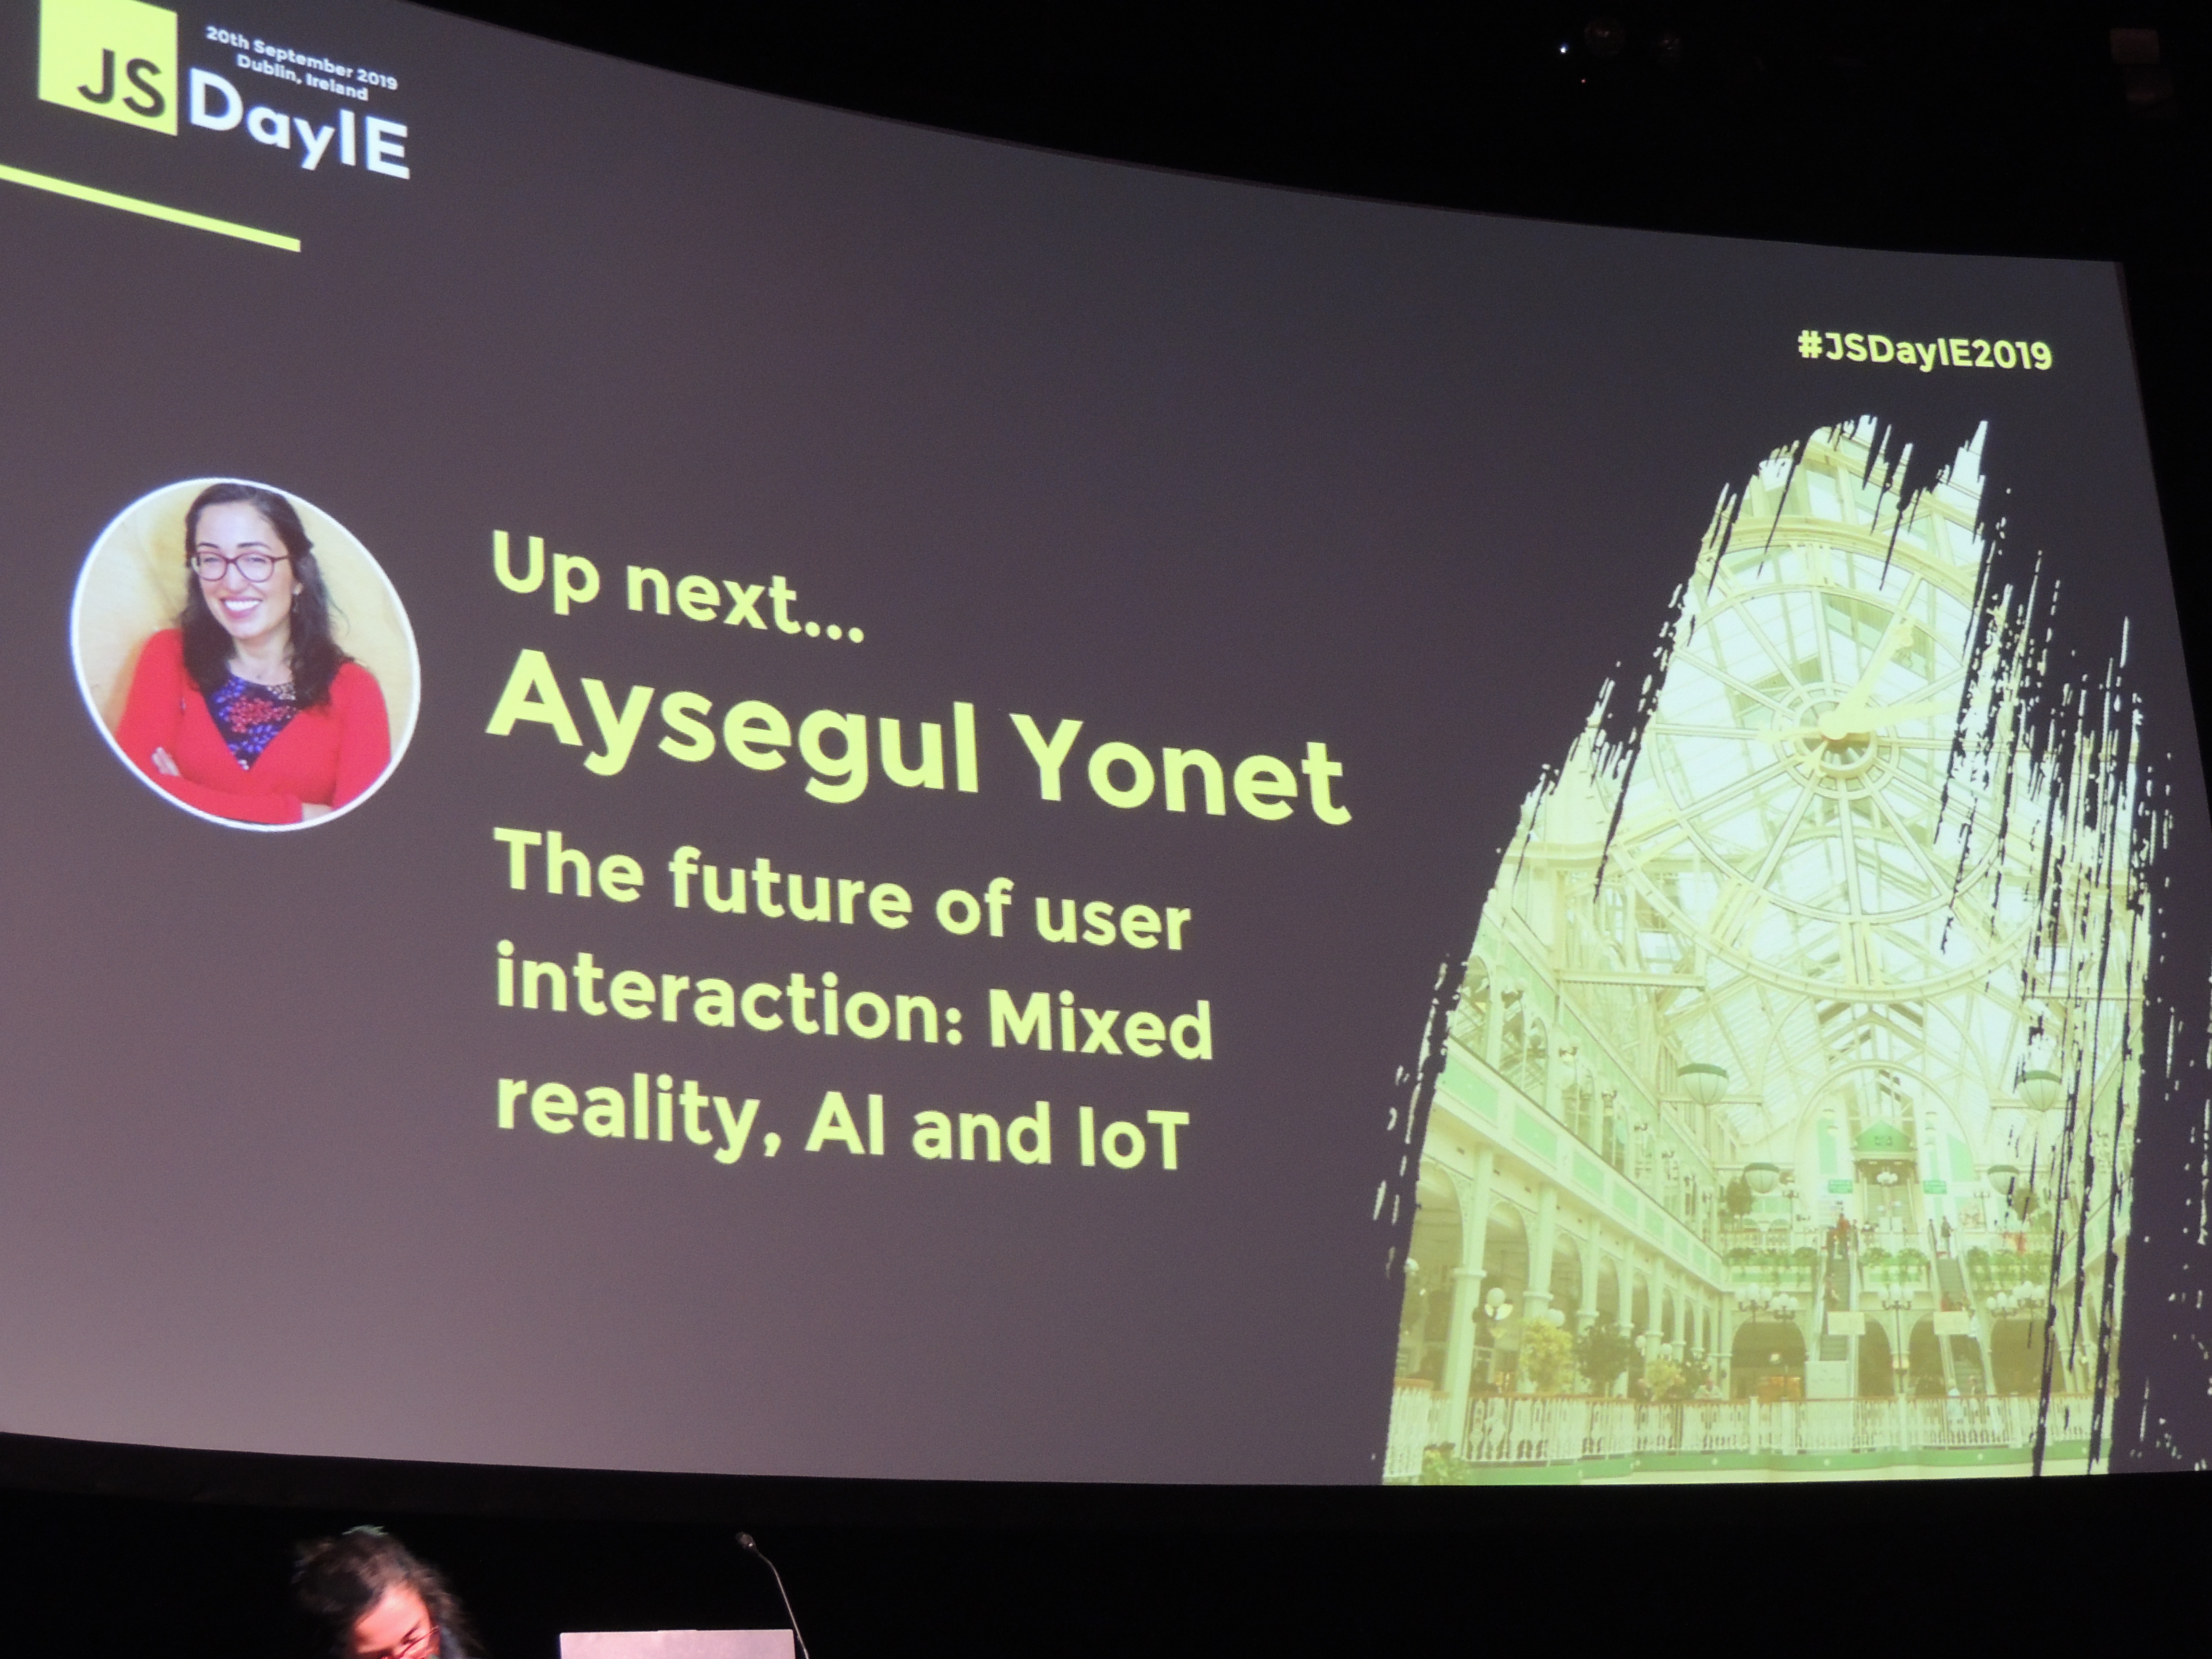 20th September 2019
Dublin, Ireland
JS DayIE
#JSDayIE2019
Up next...
Aysegul Yonet
The future of user
interaction: Mixed
reality, AI and IoT